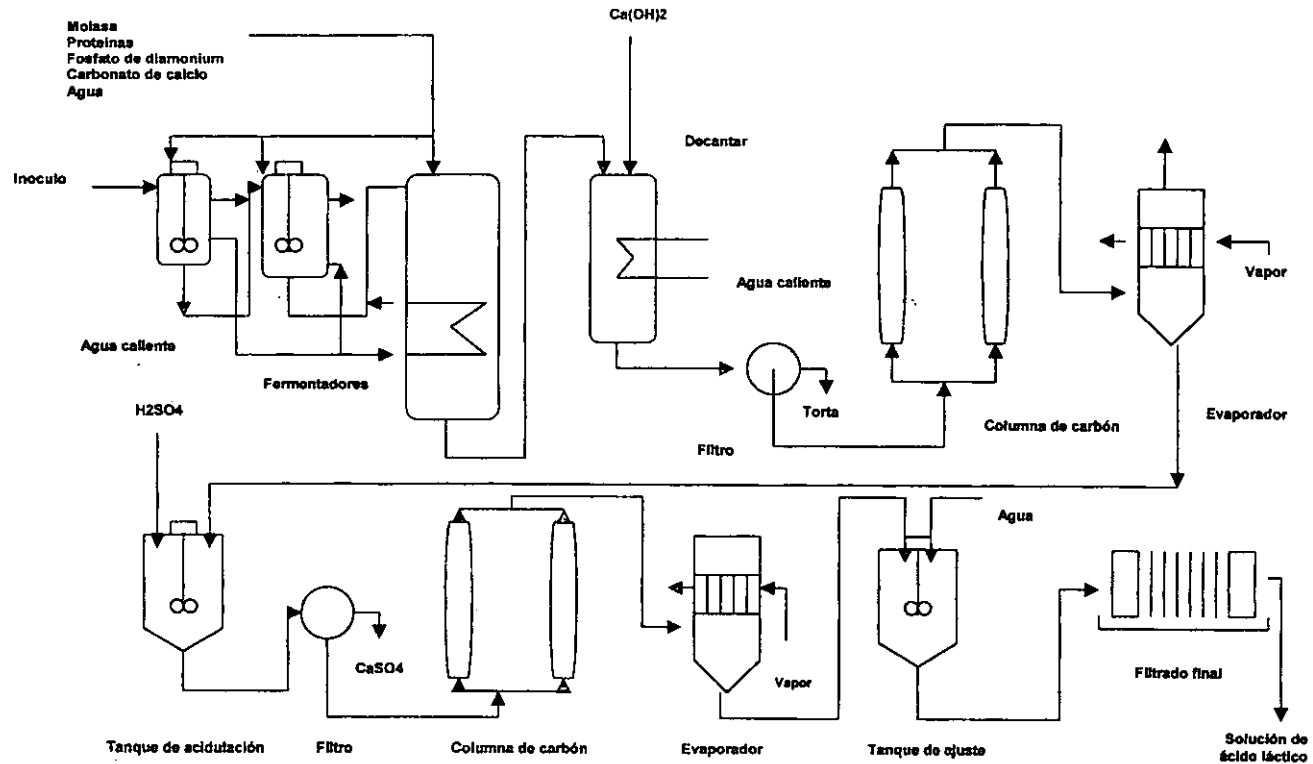 Molasa
Proteinas
Fosfato de diamonium
Carbonato de calcio
Agua
Ca(OH)2
Decantar
Inoculo
Agua caliente
Vapor
Agua caliente
Fermentadores
Torta
Evaporador
H2SO4
Filtro
Columna de carbón
Agua
CaSO4
Vapor
Filtrado final
Tanque de acidulación
Filtro
Columna de carbón
Evaporador
Tanque de ajuste
Solución de
ácido láctico